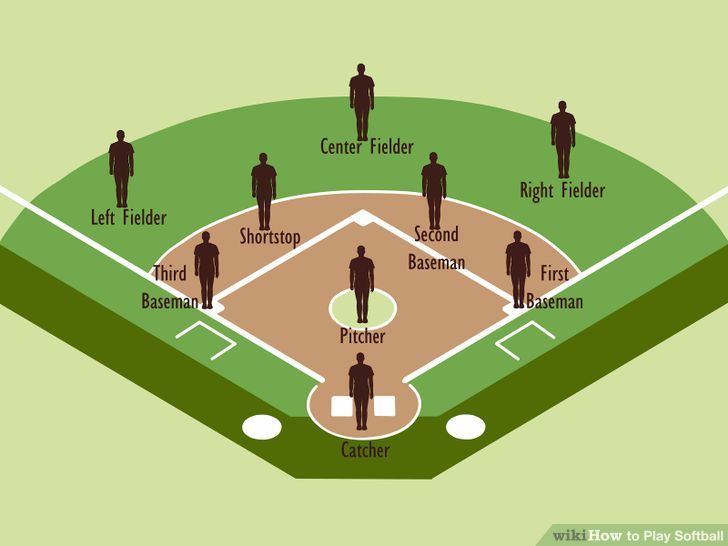 Center Fielder
Right Fielder
Left Fielder
Shortstop
Second
Baseman
Third
Baseman
First
Baseman
Pitcher
Catcher
wikiHow to Play Softball